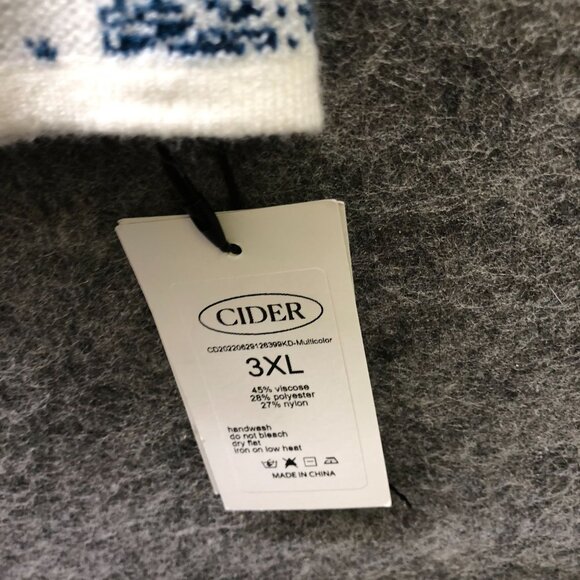 CIDER
CD20220629126399KD-Multicolor
3XL
45% viscose
28% polyester
27% nylon
handwash
do not bleach
dry flat
iron on low heat
MADE IN CHINA